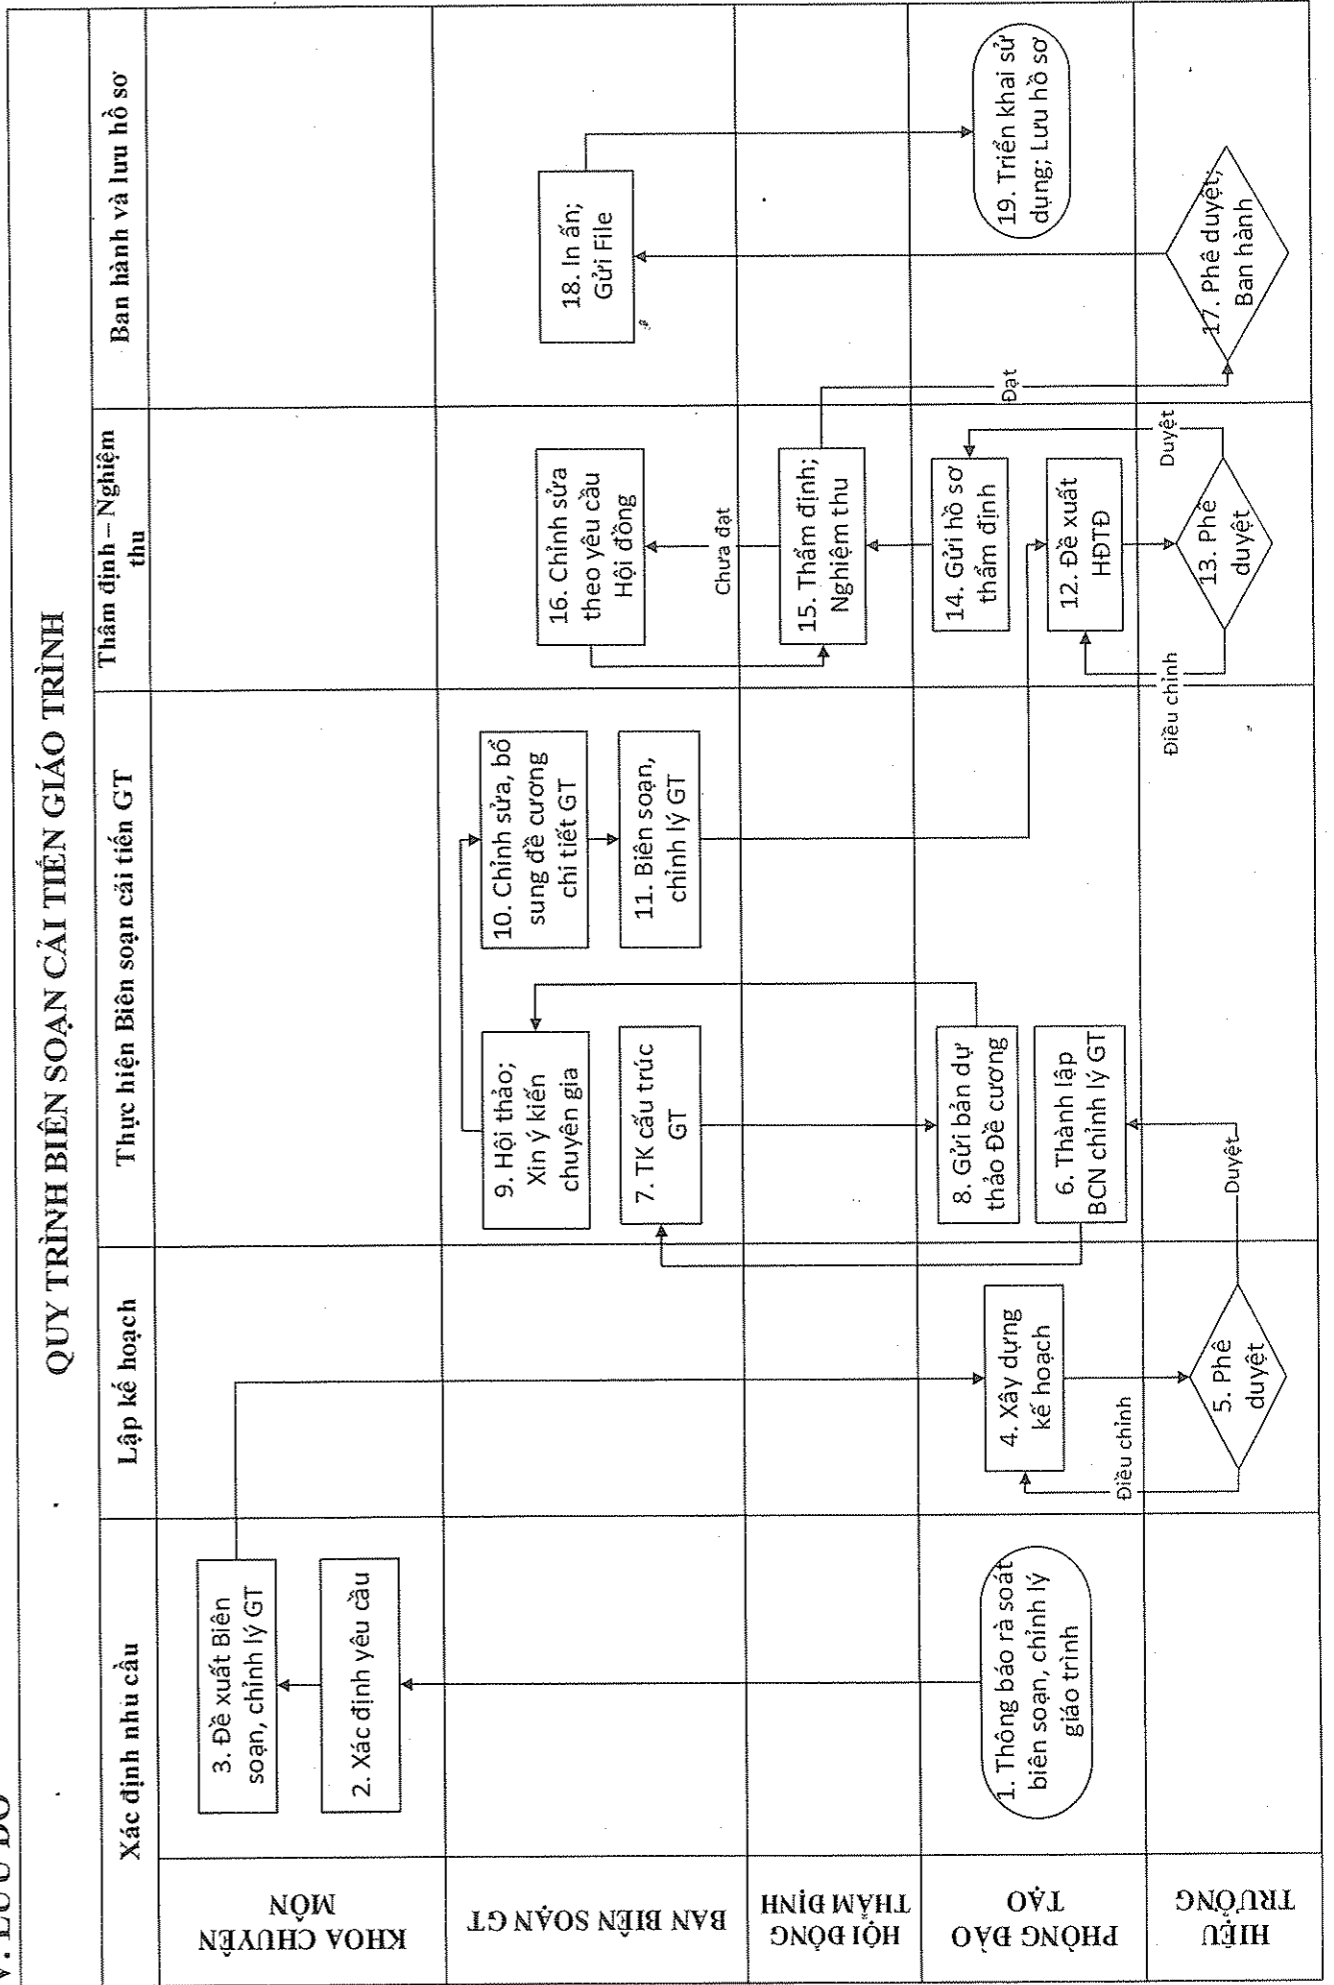 V. LƯU ĐỒ
QUY TRÌNH BIÊN SOẠN CẢI TIẾN GIÁO TRÌNH
Xác định nhu cầu
Lập kế hoạch
Thực hiện Biên soạn cải tiến GT
Thẩm định – Nghiệm
thu
Ban hành và lưu hồ sơ
KHOA CHUYÊN
MÔN
3. Đề xuất Biên
soạn, chỉnh lý GT
2. Xác định yêu cầu
BAN BIÊN SOẠN GT
9. Hội thảo;
Xin ý kiến
chuyên gia
7. TK cấu trúc
GT
10. Chỉnh sửa, bổ
sung đề cương
chi tiết GT
11. Biên soạn,
chỉnh lý GT
16. Chỉnh sửa
theo yêu cầu
Hội đồng
Chưa đạt
18. In ấn;
Gửi File
HỘI ĐỒNG
THẨM ĐỊNH
15. Thẩm định;
Nghiệm thu
PHÒNG ĐÀO
TẠO
1. Thông báo rà soát
biên soạn, chỉnh lý
giáo trình
4. Xây dựng
kế hoạch
Điều chỉnh
8. Gửi bản dự
thảo Đề cương
6. Thành lập
BCN chỉnh lý GT
14. Gửi hồ sơ
thẩm định
12. Đề xuất
HĐTĐ
Đạt
19. Triển khai sử
dụng; Lưu hồ sơ
HIỆU
TRƯỞNG
5. Phê
duyệt
Duyệt
Điều chỉnh
13. Phê
duyệt
Duyệt
17. Phê duyệt;
Ban hành